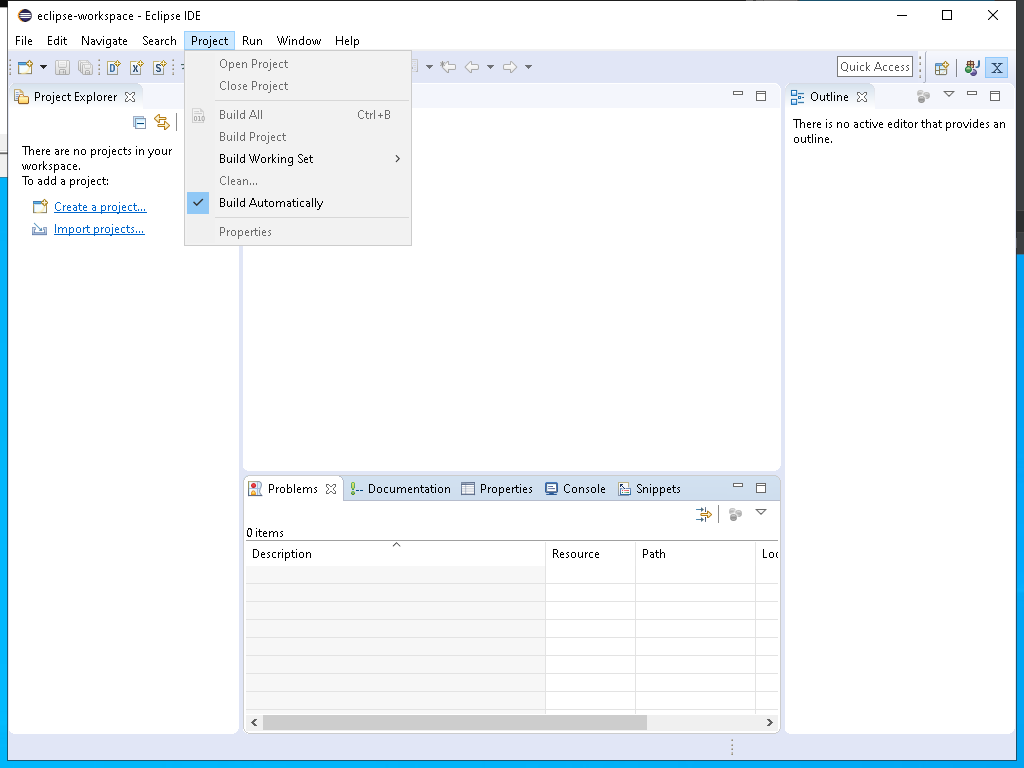 eclipse-workspace - Eclipse IDE
File Edit Navigate Search Project Run Window Help
Quick Access
Project Explorer
There are no projects in your
workspace.
To add a project:
Create a project...
Import projects...
Open Project
Close Project
Build All Ctrl+B
Build Project
Build Working Set
Clean...
Build Automatically
Properties
Outline
There is no active editor that provides an
outline.
Problems Documentation Properties Console Snippets
0 items
Description Resource Path Loc